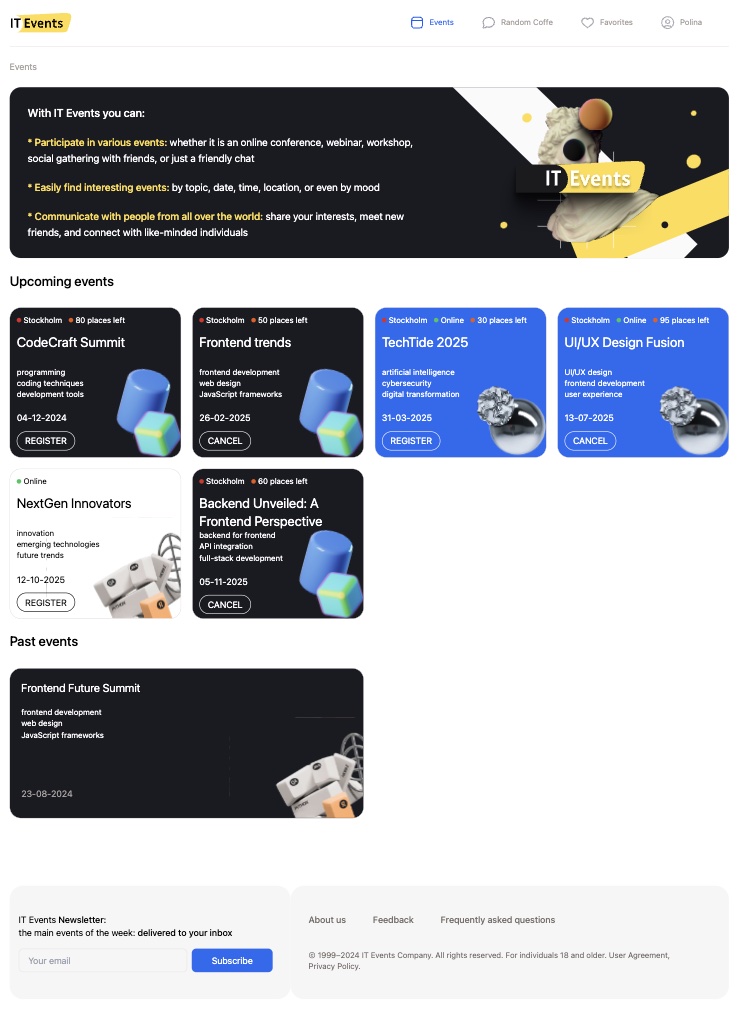 IT Events
Events
Random Coffe
Favorites
Polina
Events
With IT Events you can:
* Participate in various events: whether it is an online conference, webinar, workshop,
social gathering with friends, or just a friendly chat
* Easily find interesting events: by topic, date, time, location, or even by mood
* Communicate with people from all over the world: share your interests, meet new
friends, and connect with like-minded individuals
IT Events
Upcoming events
Stockholm 80 places left
CodeCraft Summit
programming
coding techniques
development tools
04-12-2024
REGISTER
Stockholm 50 places left
Frontend trends
frontend development
web design
JavaScript frameworks
26-02-2025
CANCEL
Stockholm Online 30 places left
TechTide 2025
artificial intelligence
cybersecurity
digital transformation
31-03-2025
REGISTER
Stockholm Online 95 places left
UI/UX Design Fusion
UI/UX design
frontend development
user experience
13-07-2025
CANCEL
Online
NextGen Innovators
innovation
emerging technologies
future trends
12-10-2025
REGISTER
Stockholm 60 places left
Backend Unveiled: A
Frontend Perspective
backend for frontend
API integration
full-stack development
05-11-2025
CANCEL
Past events
Frontend Future Summit
frontend development
web design
JavaScript frameworks
23-08-2024
IT Events Newsletter:
the main events of the week: delivered to your inbox
Your email
Subscribe
About us
Feedback
Frequently asked questions
© 1999–2024 IT Events Company. All rights reserved. For individuals 18 and older. User Agreement,
Privacy Policy.